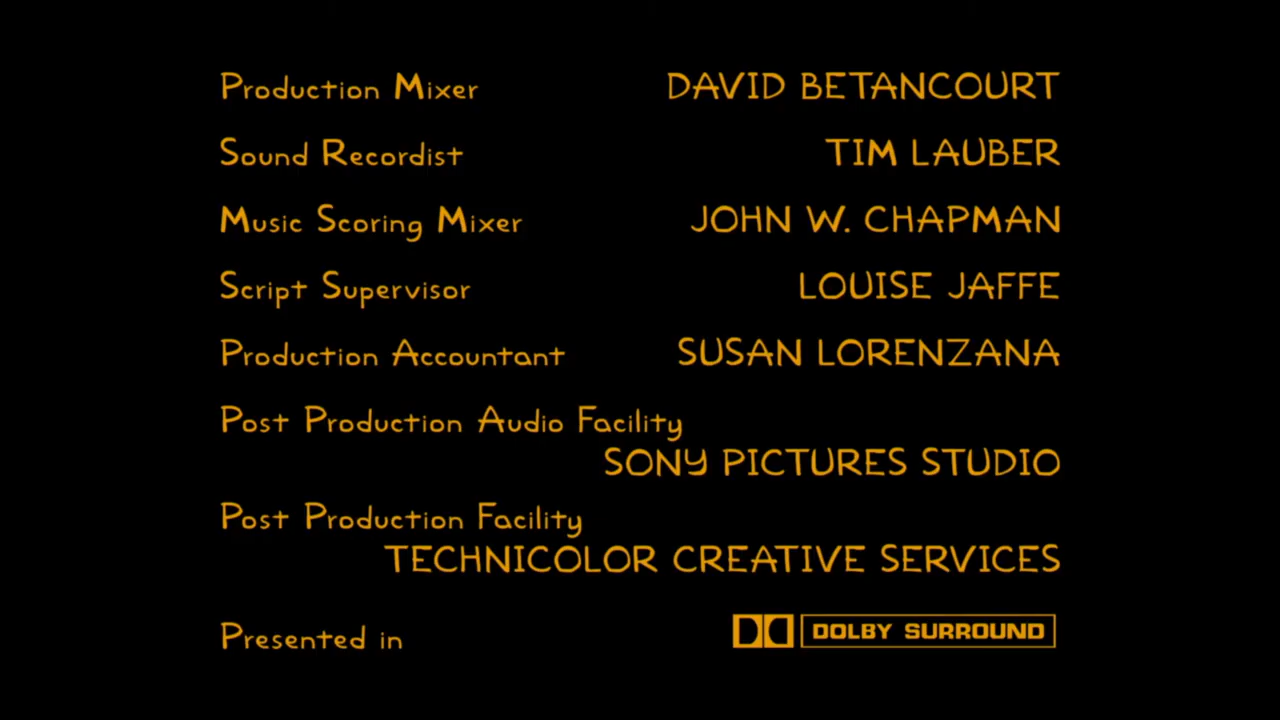 Production Mixer DAVID BETANCOURT
Sound Recordist TIM LAUBER
Music Scoring Mixer JOHN W. CHAPMAN
Script Supervisor LOUISE JAFFE
Production Accountant SUSAN LORENZANA
Post Production Audio Facility
SONY PICTURES STUDIO
Post Production Facility
TECHNICOLOR CREATIVE SERVICES
Presented in DOLBY SURROUND